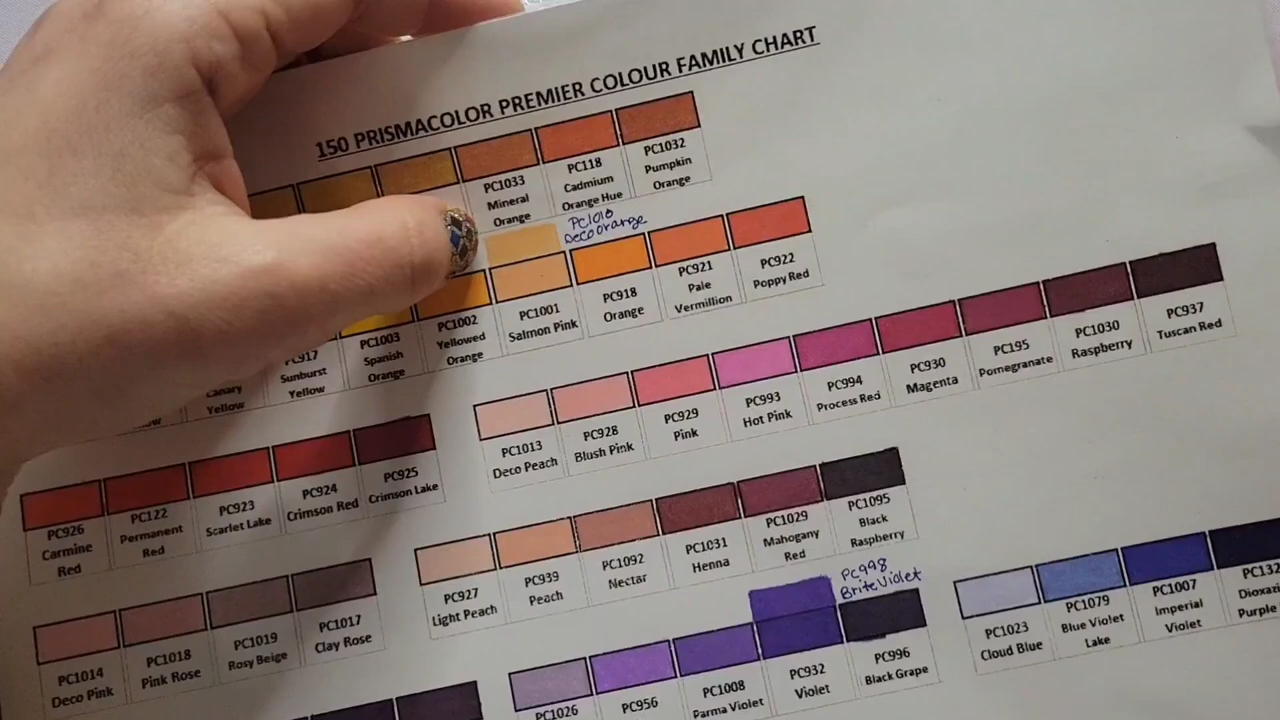 150 PRISMACOLOR PREMIER COLOUR FAMILY CHART
PC1033
Mineral
Orange
PC118
Cadmium
Orange Hue
PC1032
Pumpkin
Orange
PC1010
Deco Orange
PC917
Sunburst
Yellow
Canary
Yellow
PC1003
Spanish
Orange
PC1002
Yellowed
Orange
PC1001
Salmon Pink
PC918
Orange
PC921
Pale
Vermillion
PC922
Poppy Red
PC1013
Deco Peach
PC928
Blush Pink
PC929
Pink
PC993
Hot Pink
PC994
Process Red
PC930
Magenta
PC195
Pomegranate
PC1030
Raspberry
PC937
Tuscan Red
PC926
Carmine
Red
PC122
Permanent
Red
PC923
Scarlet Lake
PC924
Crimson Red
PC925
Crimson Lake
PC927
Light Peach
PC939
Peach
PC1092
Nectar
PC1031
Henna
PC1029
Mahogany
Red
PC1095
Black
Raspberry
PC1014
Deco Pink
PC1018
Pink Rose
PC1019
Rosy Beige
PC1017
Clay Rose
PC998
Brite Violet
PC1026
PC956
PC1008
Parma Violet
PC932
Violet
PC996
Black Grape
PC1023
Cloud Blue
PC1079
Blue Violet
Lake
PC1007
Imperial
Violet
PC132
Dioxazi
Purple